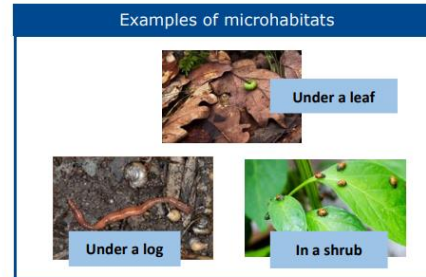 Examples of microhabitats
Under a leaf
Under a log
In a shrub